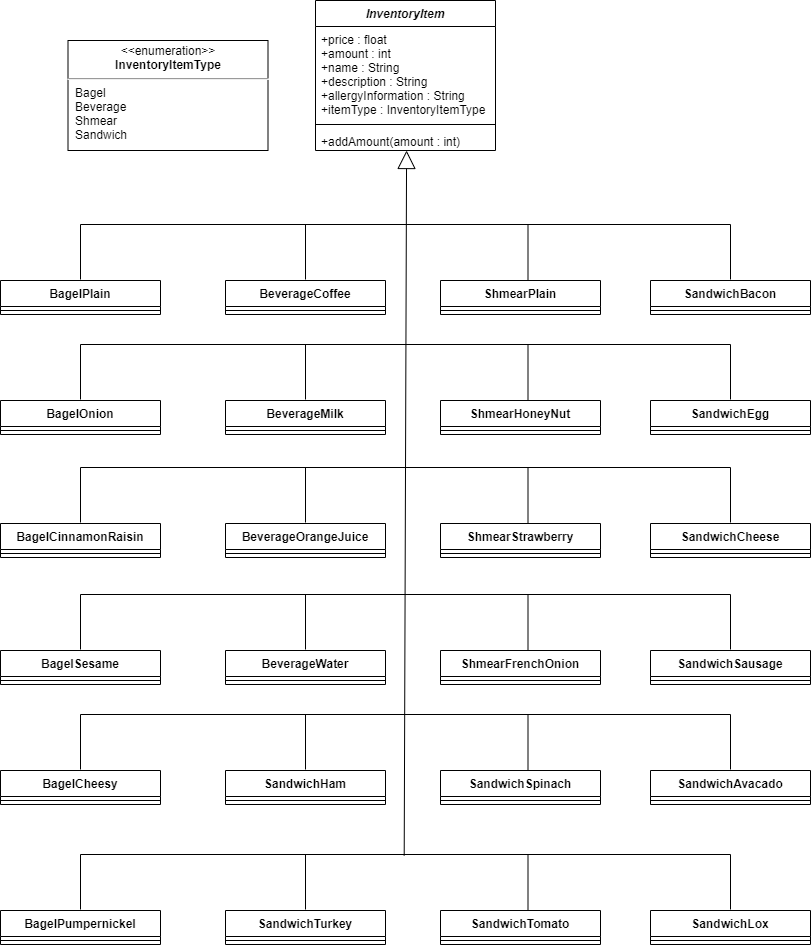 InventoryItem
+price : float
+amount : int
+name : String
+description : String
+allergyInformation : String
+itemType : InventoryItemType
+addAmount(amount : int)
<<enumeration>>
InventoryItemType
Bagel
Beverage
Shmear
Sandwich
BagelPlain
BeverageCoffee
ShmearPlain
SandwichBacon
BagelOnion
BeverageMilk
ShmearHoneyNut
SandwichEgg
BagelCinnamonRaisin
BeverageOrangeJuice
ShmearStrawberry
SandwichCheese
BagelSesame
BeverageWater
ShmearFrenchOnion
SandwichSausage
BagelCheesy
SandwichHam
SandwichSpinach
SandwichAvacado
BagelPumpernickel
SandwichTurkey
SandwichTomato
SandwichLox